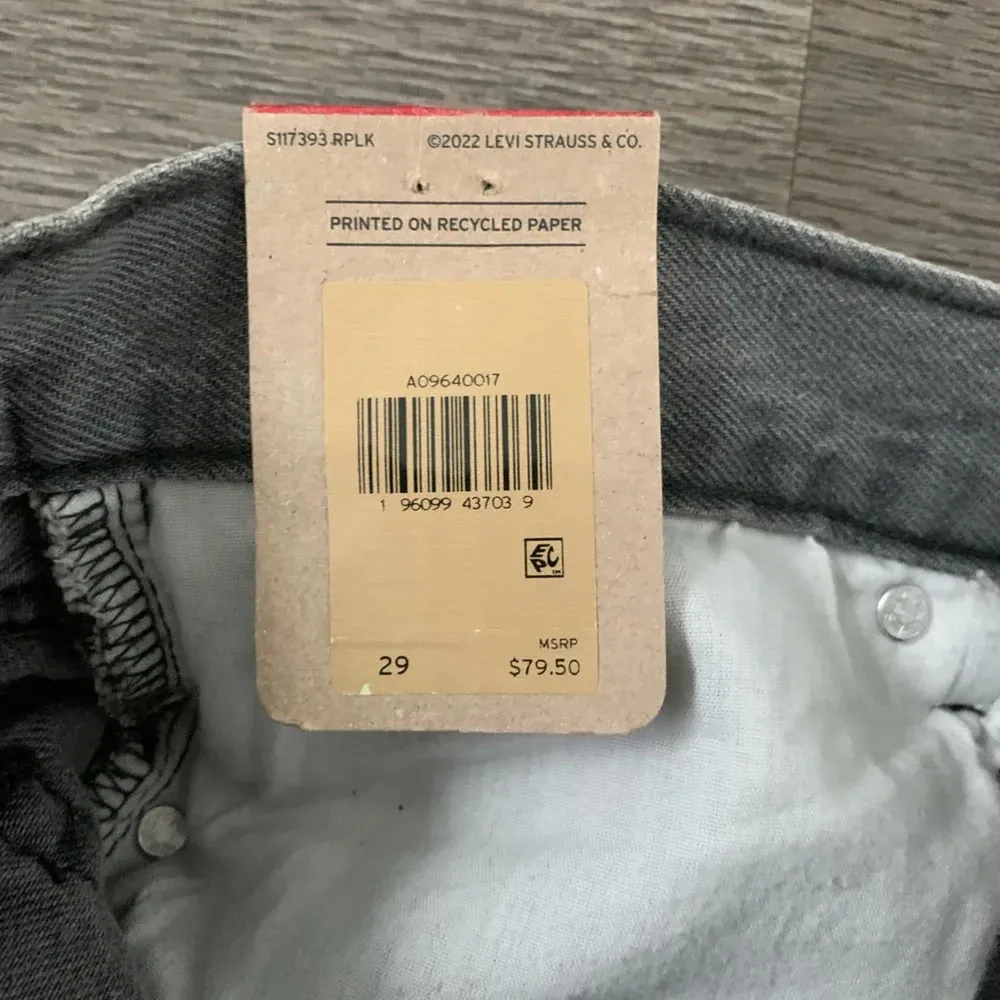 S117393 RPLK ©2022 LEVI STRAUSS & CO.
PRINTED ON RECYCLED PAPER
A09640017
1 96099 43703 9
EPC
MSRP
29 $79.50